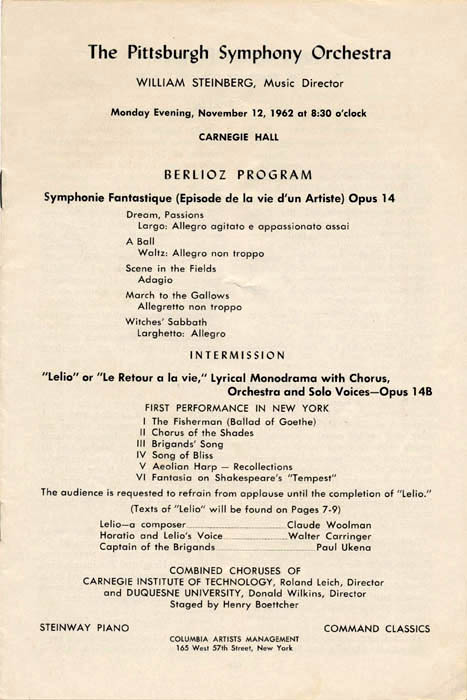 The Pittsburgh Symphony Orchestra
WILLIAM STEINBERG, Music Director
Monday Evening, November 12, 1962 at 8:30 o'clock
CARNEGIE HALL
BERLIOZ PROGRAM
Symphonie Fantastique (Episode de la vie d'un Artiste) Opus 14
Dream, Passions
Largo: Allegro agitato e appassionato assai
A Ball
Waltz: Allegro non troppo
Scene in the Fields
Adagio
March to the Gallows
Allegretto non troppo
Witches' Sabbath
Larghetto: Allegro
INTERMISSION
"Lelio" or "Le Retour a la vie," Lyrical Monodrama with Chorus,
Orchestra and Solo Voices—Opus 14B
FIRST PERFORMANCE IN NEW YORK
I The Fisherman (Ballad of Goethe)
II Chorus of the Shades
III Brigands' Song
IV Song of Bliss
V Aeolian Harp — Recollections
VI Fantasia on Shakespeare's "Tempest"
The audience is requested to refrain from applause until the completion of "Lelio."
(Texts of "Lelio" will be found on Pages 7-9)
Lelio—a composer Claude Woolman
Horatio and Lelio's Voice Walter Carringer
Captain of the Brigands Paul Ukena
COMBINED CHORUSES OF
CARNEGIE INSTITUTE OF TECHNOLOGY, Roland Leich, Director
and DUQUESNE UNIVERSITY, Donald Wilkins, Director
Staged by Henry Boettcher
STEINWAY PIANO COMMAND CLASSICS
COLUMBIA ARTISTS MANAGEMENT
165 West 57th Street, New York